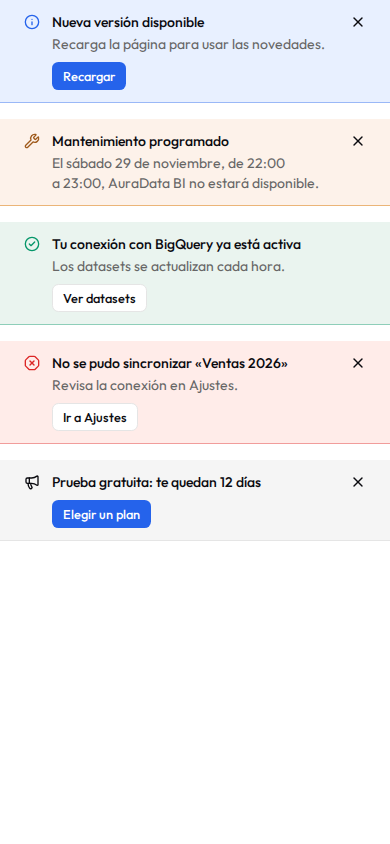 Nueva versión disponible
Recarga la página para usar las novedades.
Recargar
Mantenimiento programado
El sábado 29 de noviembre, de 22:00
a 23:00, AuraData BI no estará disponible.
Tu conexión con BigQuery ya está activa
Los datasets se actualizan cada hora.
Ver datasets
No se pudo sincronizar «Ventas 2026»
Revisa la conexión en Ajustes.
Ir a Ajustes
Prueba gratuita: te quedan 12 días
Elegir un plan